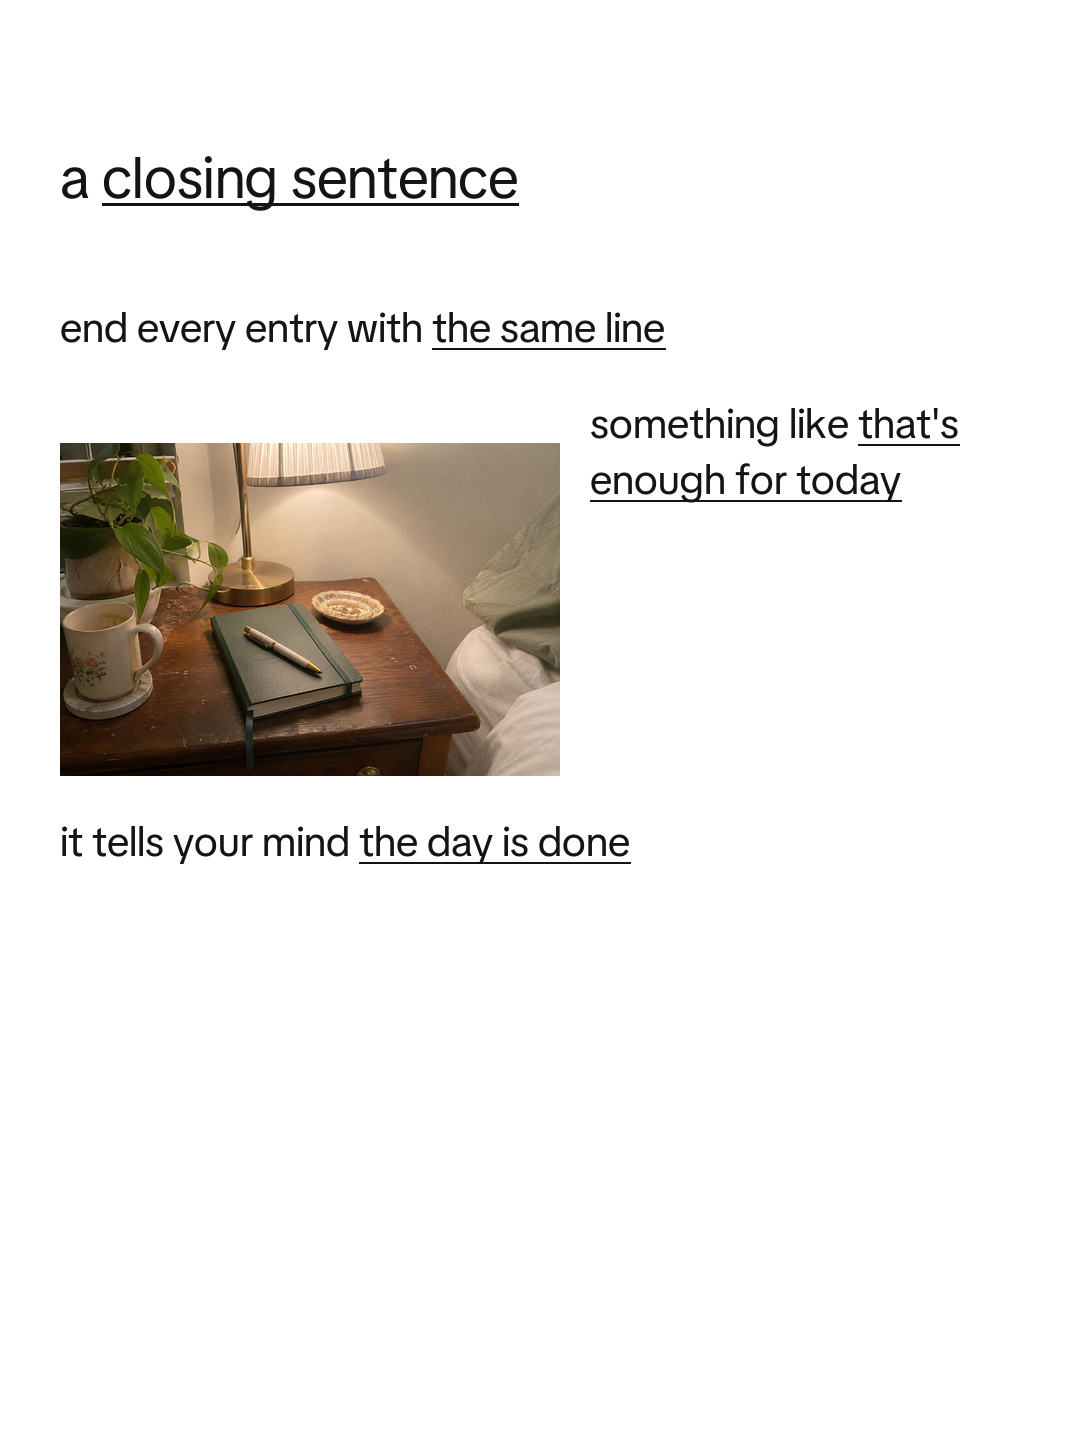 a closing sentence
end every entry with the same line
something like that's
enough for today
it tells your mind the day is done